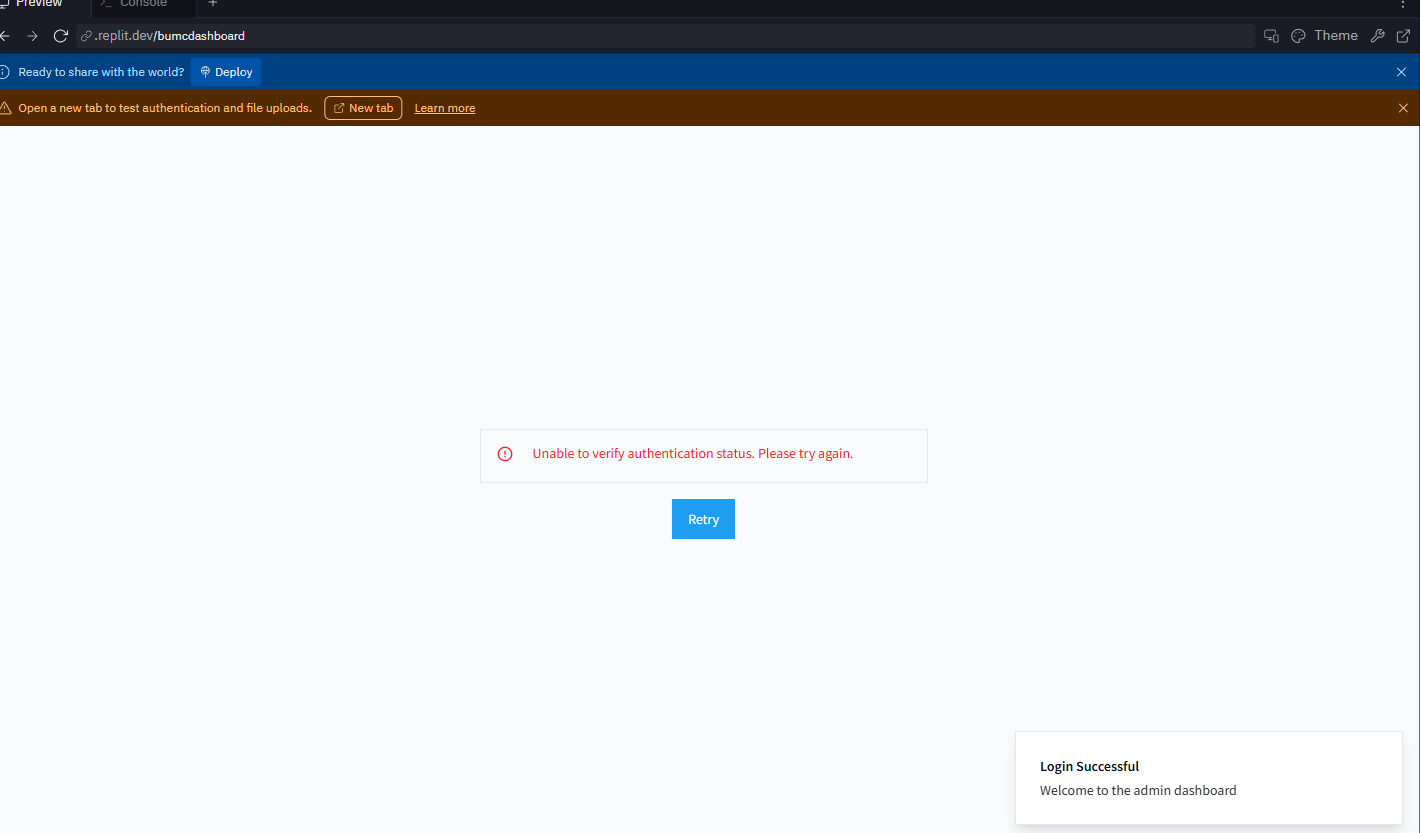 Preview
Console
.replit.dev/bumcdashboard
Theme
Ready to share with the world?
Deploy
Open a new tab to test authentication and file uploads.
New tab
Learn more
Unable to verify authentication status. Please try again.
Retry
Login Successful
Welcome to the admin dashboard